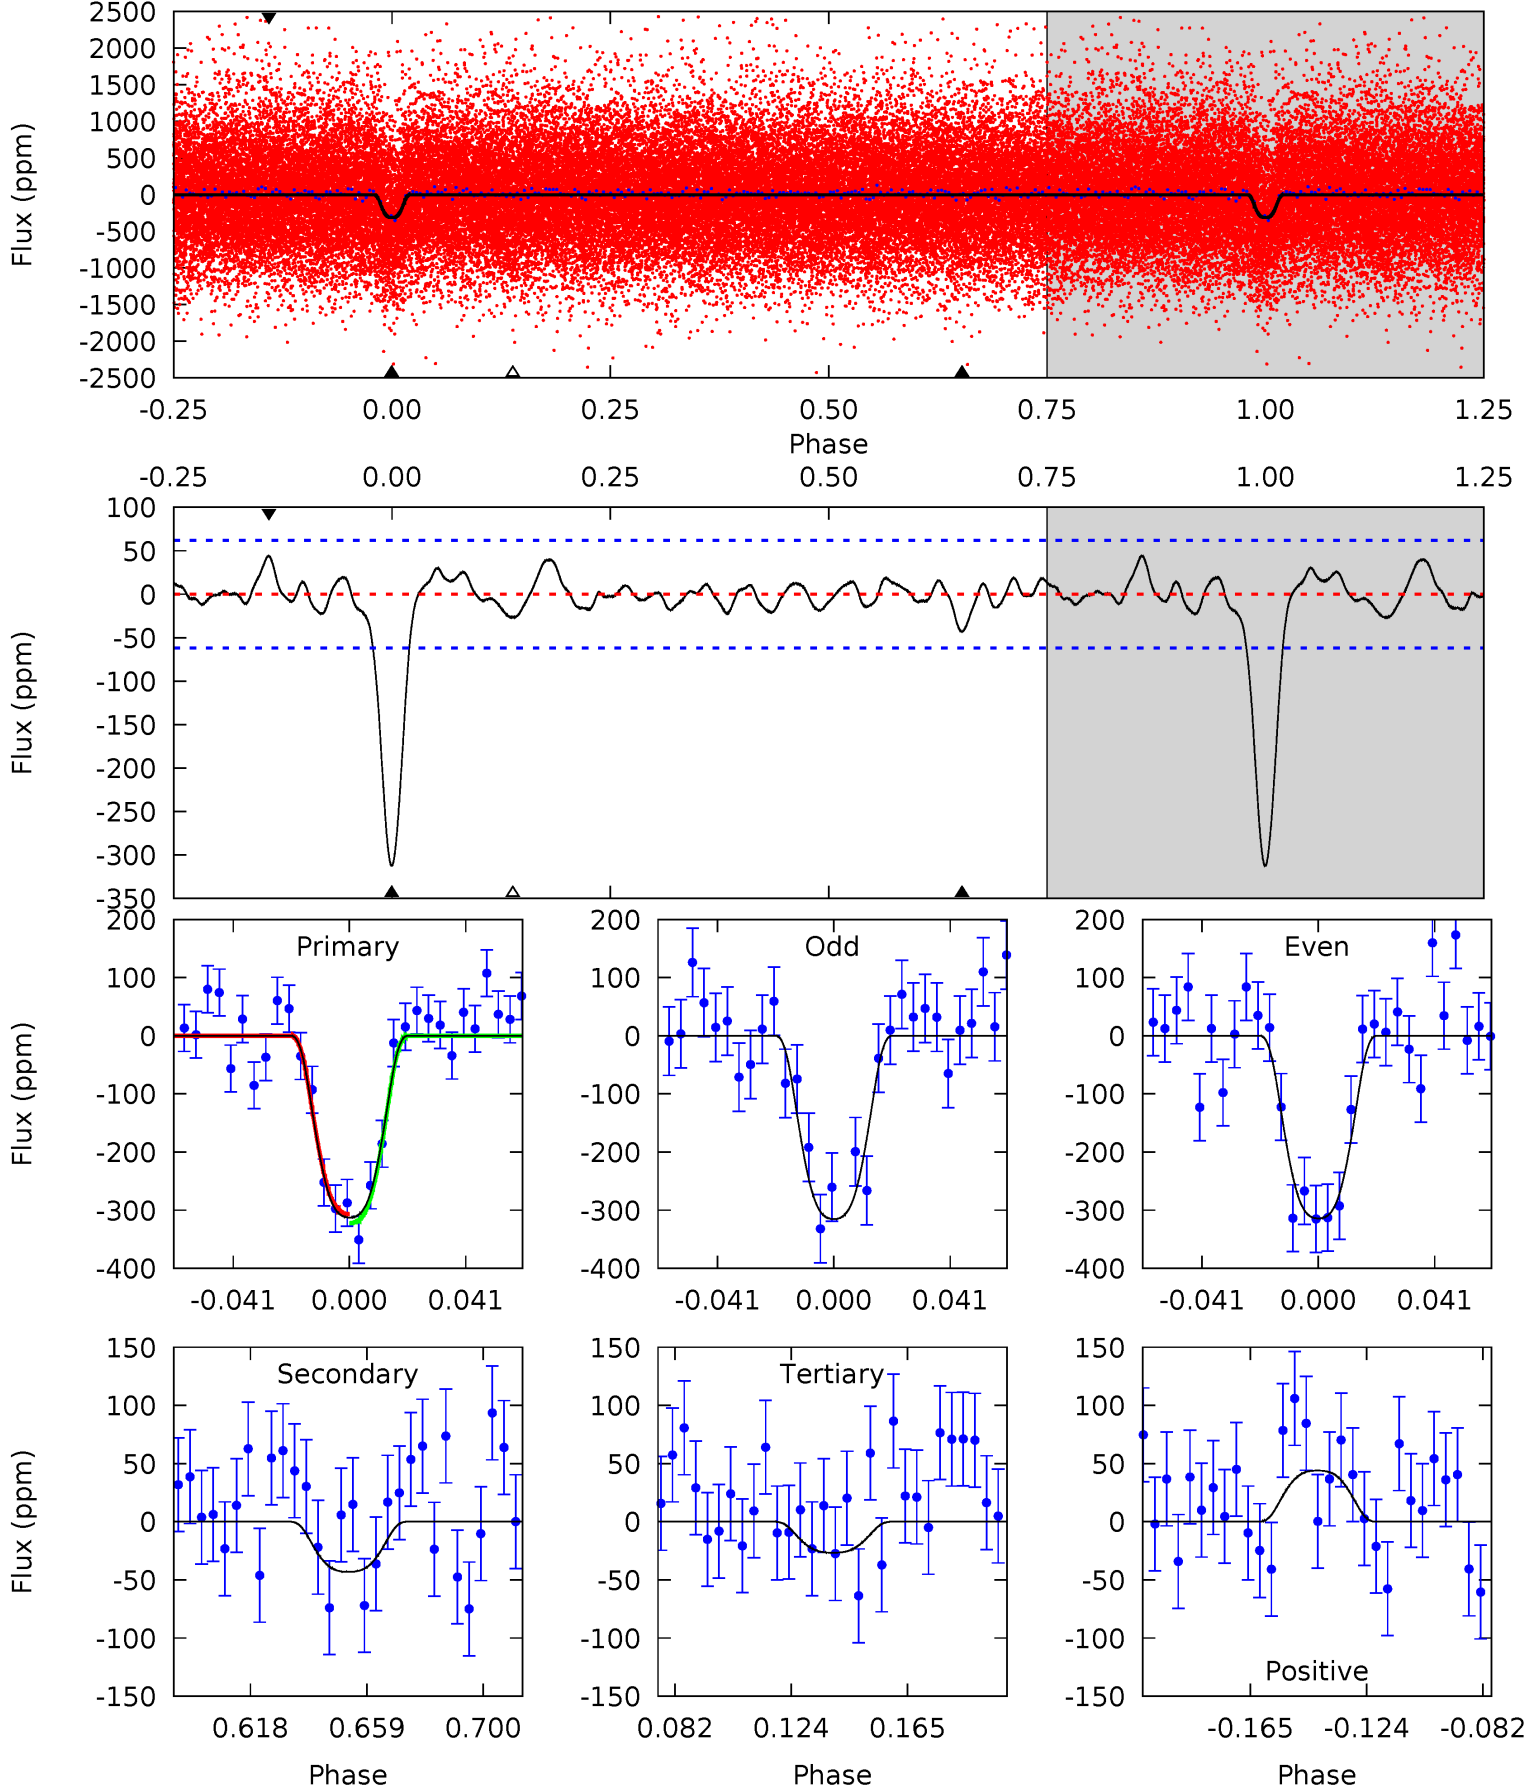 2500
2000
1500
1000
500
0
-500
-1000
-1500
-2000
-2500
Flux (ppm)
-0.25 0.00 0.25 0.50 0.75 1.00 1.25
Phase
-0.25 0.00 0.25 0.50 0.75 1.00 1.25
100
50
0
-50
-100
-150
-200
-250
-300
-350
Flux (ppm)
Primary Odd Even
200 200 200
100 100 100
0 0 0
-100 -100 -100
-200 -200 -200
-300 -300 -300
-400 -400 -400
Flux (ppm)
-0.041 0.000 0.041 -0.041 0.000 0.041 -0.041 0.000 0.041
Secondary Tertiary
150 150 150
100 100 100
50 50 50
0 0 0
-50 -50 -50
-100 -100 -100
-150 -150 -150
Positive
Flux (ppm)
0.618 0.659 0.700 0.082 0.124 0.165 -0.165 -0.124 -0.082
Phase Phase Phase